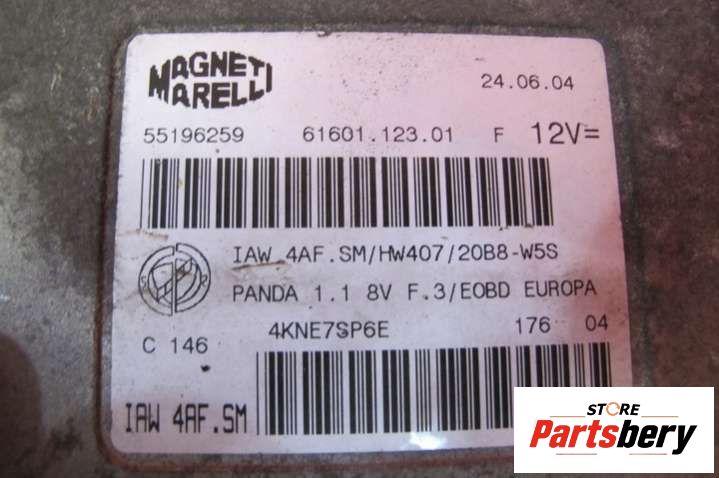 MAGNETI
MARELLI
24.06.04
55196259 61601.123.01 F 12V=
IAW 4AF.SM/HW407/20B8-W5S
PANDA 1.1 8V F.3/EOBD EUROPA
4KNE7SP6E 176 04
C 146
IAW 4AF.SM
STORE
Partsbery